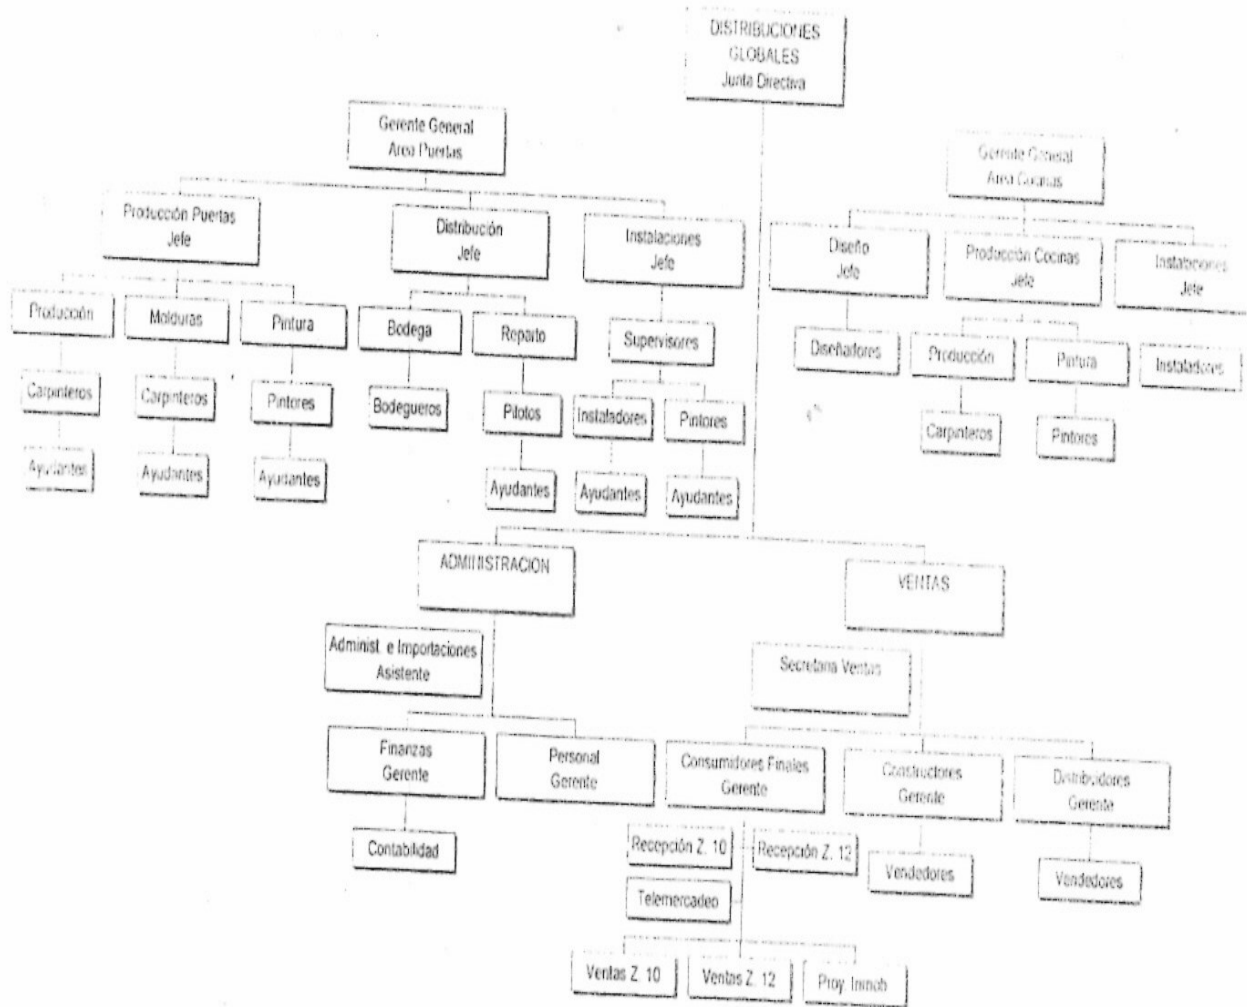 DISTRIBUCIONES
GLOBALES
Junta Directiva
Gerente General
Area Puertas
Gerente General
Area Cocinas
Producción Puertas
Jefe
Distribución
Jefe
Instalaciones
Jefe
Diseño
Jefe
Producción Cocinas
Jefe
Instalaciones
Jefe
Producción
Molduras
Pintura
Bodega
Reparto
Supervisores
Diseñadores
Producción
Pintura
Instaladores
Carpinteros
Carpinteros
Pintores
Bodegueros
Pilotos
Instaladores
Pintores
Carpinteros
Pintores
Ayudantes
Ayudantes
Ayudantes
Ayudantes
Ayudantes
Ayudantes
ADMINISTRACION
VENTAS
Administ. e Importaciones
Asistente
Secretaria Ventas
Finanzas
Gerente
Personal
Gerente
Consumidores Finales
Gerente
Constructores
Gerente
Distribuidores
Gerente
Contabilidad
Recepción Z. 10
Recepción Z. 12
Vendedores
Vendedores
Telemercadeo
Ventas Z. 10
Ventas Z. 12
Proy. Inmob